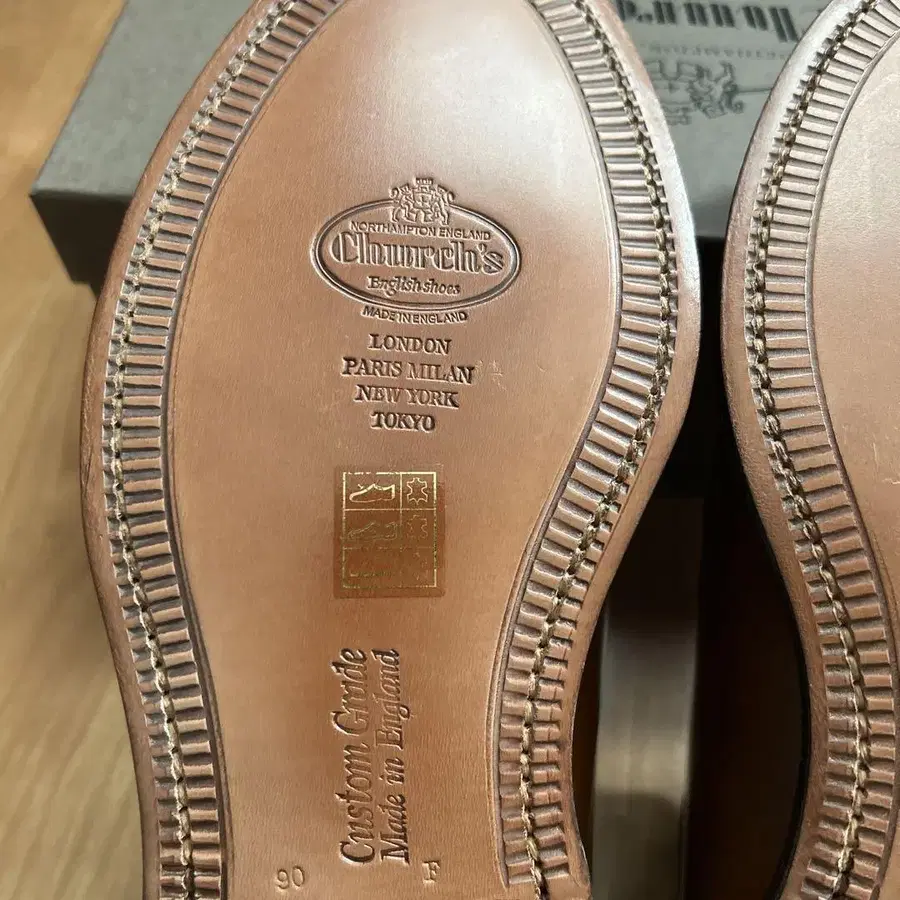 NORTHAMPTON ENGLAND
Church's
English shoes
MADE IN ENGLAND
LONDON
PARIS MILAN
NEW YORK
TOKYO
Custom Grade
Made in England
90 F